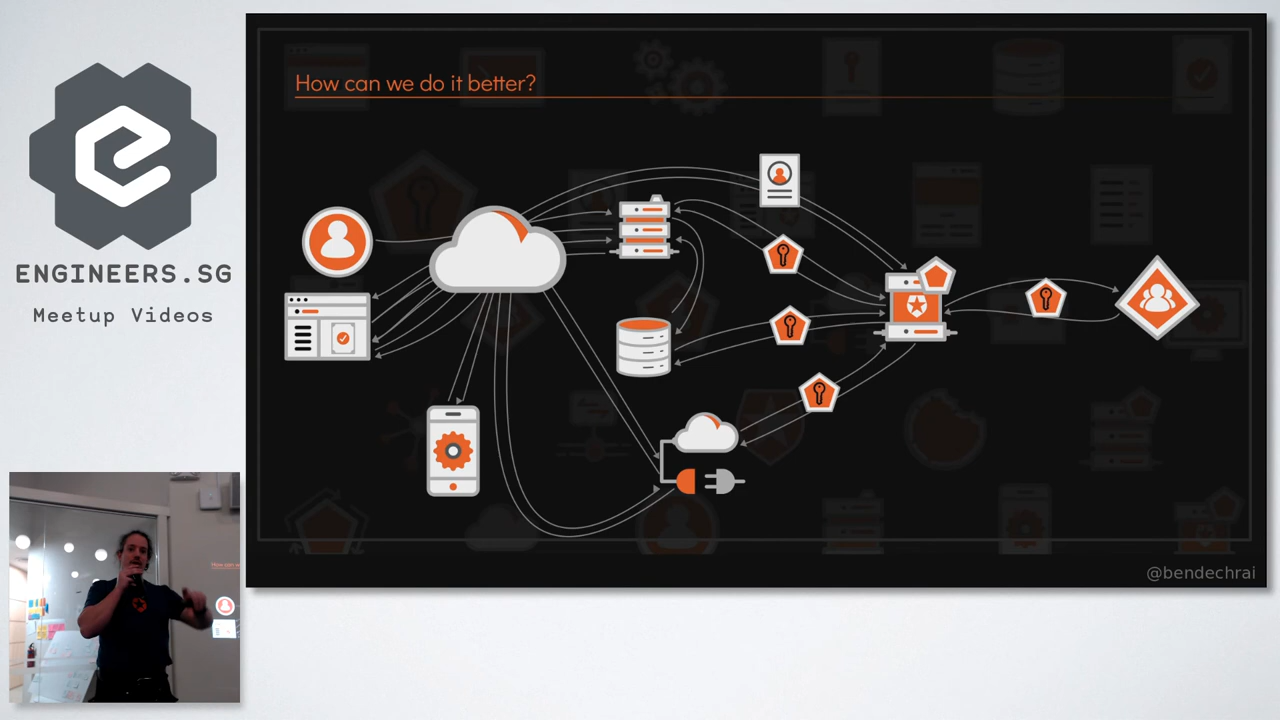 How can we do it better?
ENGINEERS.SG
Meetup Videos
@bendechrai